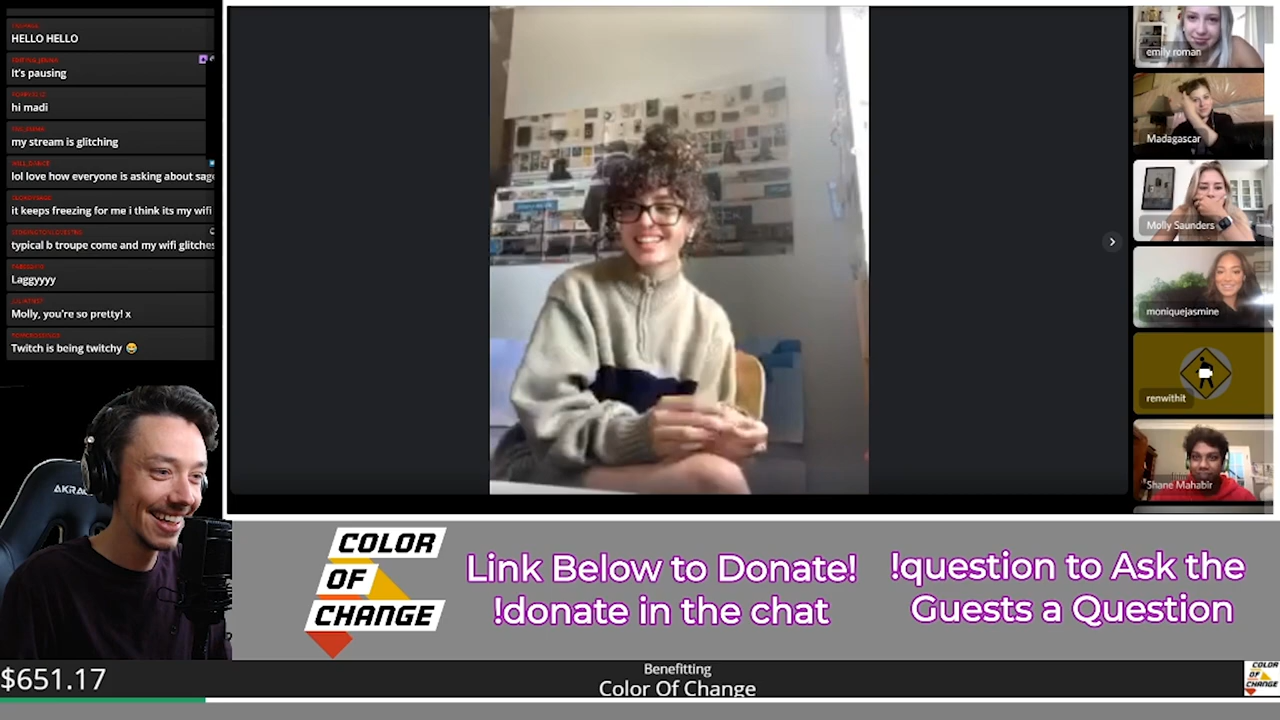 HELLO HELLO
It's pausing
hi madi
my stream is glitching
lol love how everyone is asking about sag
it keeps freezing for me i think its my wifi
typical b troupe come and my wifi glitches
Laggyyyy
Molly, you're so pretty! x
Twitch is being twitchy
AKRA
emily roman
Madagascar
Molly Saunders
moniquejasmine
renwithit
Shane Mahabir
COLOR
OF
CHANGE
Link Below to Donate!
!donate in the chat
!question to Ask the
Guests a Question
$651.17
Benefitting
Color Of Change
COLOR
OF
CHANGE